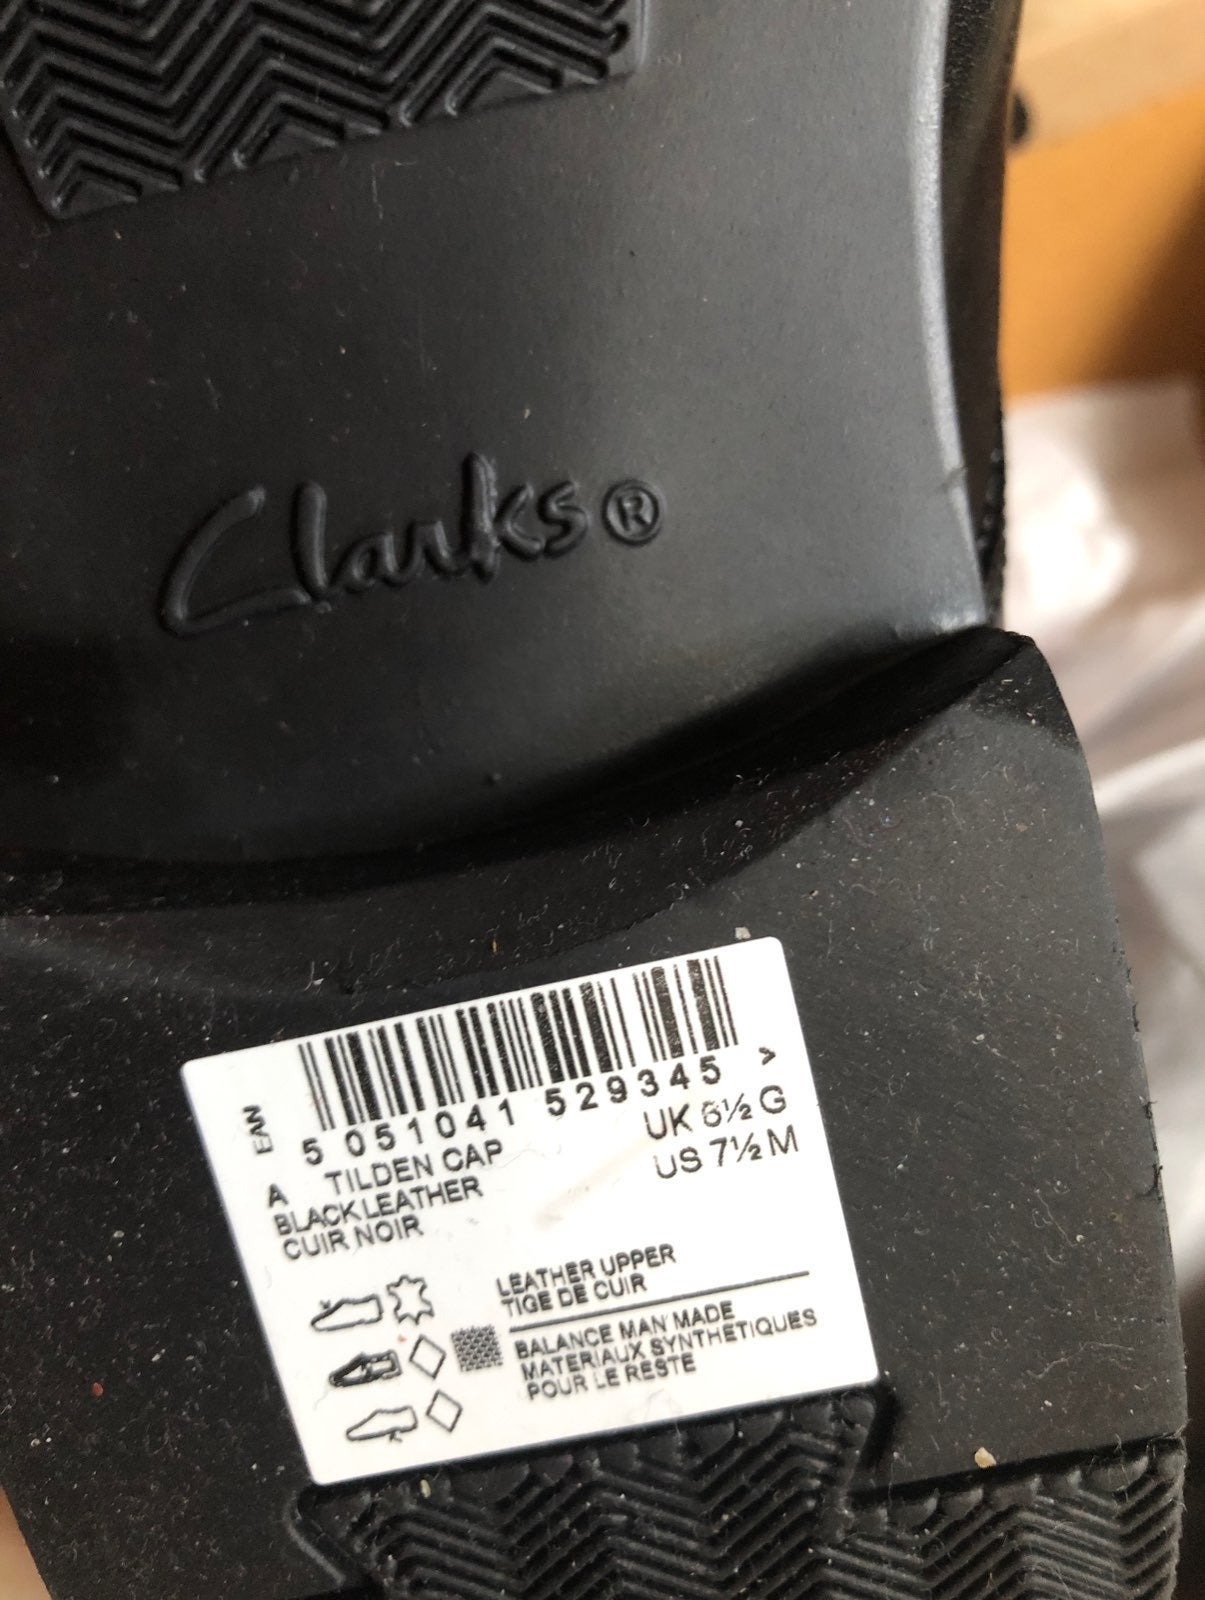 Clarks®
EAN
5 051041 529345 >
A TILDEN CAP
BLACK LEATHER
CUIR NOIR
UK 6½ G
US 7½ M
LEATHER UPPER
TIGE DE CUIR
BALANCE MAN MADE
MATERIAUX SYNTHETIQUES
POUR LE RESTE